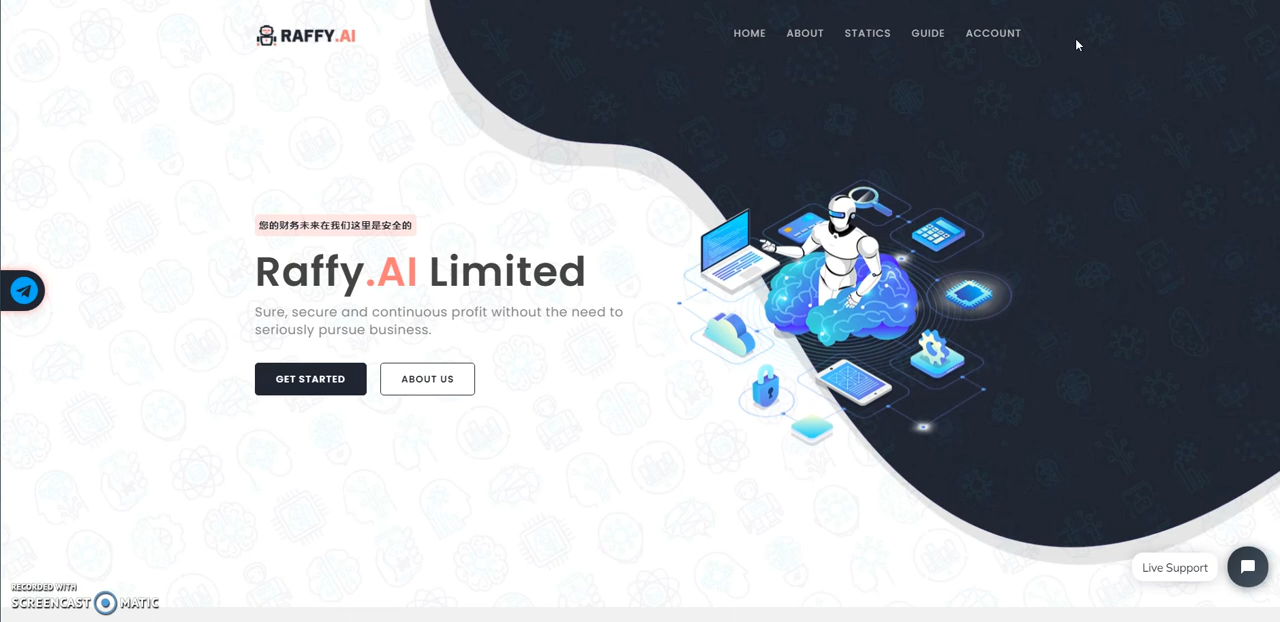 RAFFY.AI
HOME ABOUT STATICS GUIDE ACCOUNT
您的财务未来在我们这里是安全的
Raffy.AI Limited
Sure, secure and continuous profit without the need to
seriously pursue business.
GET STARTED ABOUT US
Live Support
RECORDED WITH
SCREENCAST MATIC